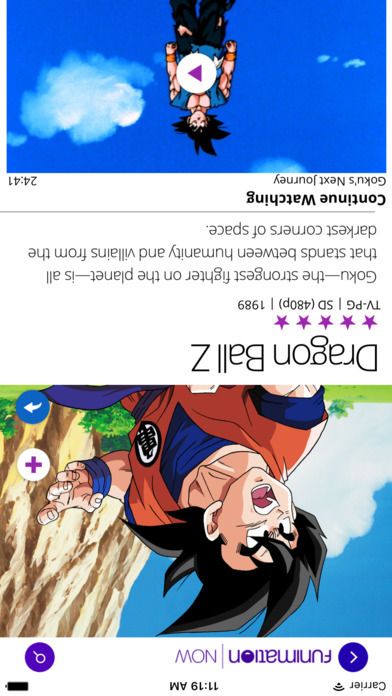 Carrier 11:19 AM
FUNIMATION | NOW
Dragon Ball Z
TV-PG | SD (480p) | 1989
Goku—the strongest fighter on the planet—is all
that stands between humanity and villains from the
darkest corners of space.
Continue Watching
Goku's Next Journey 24:41